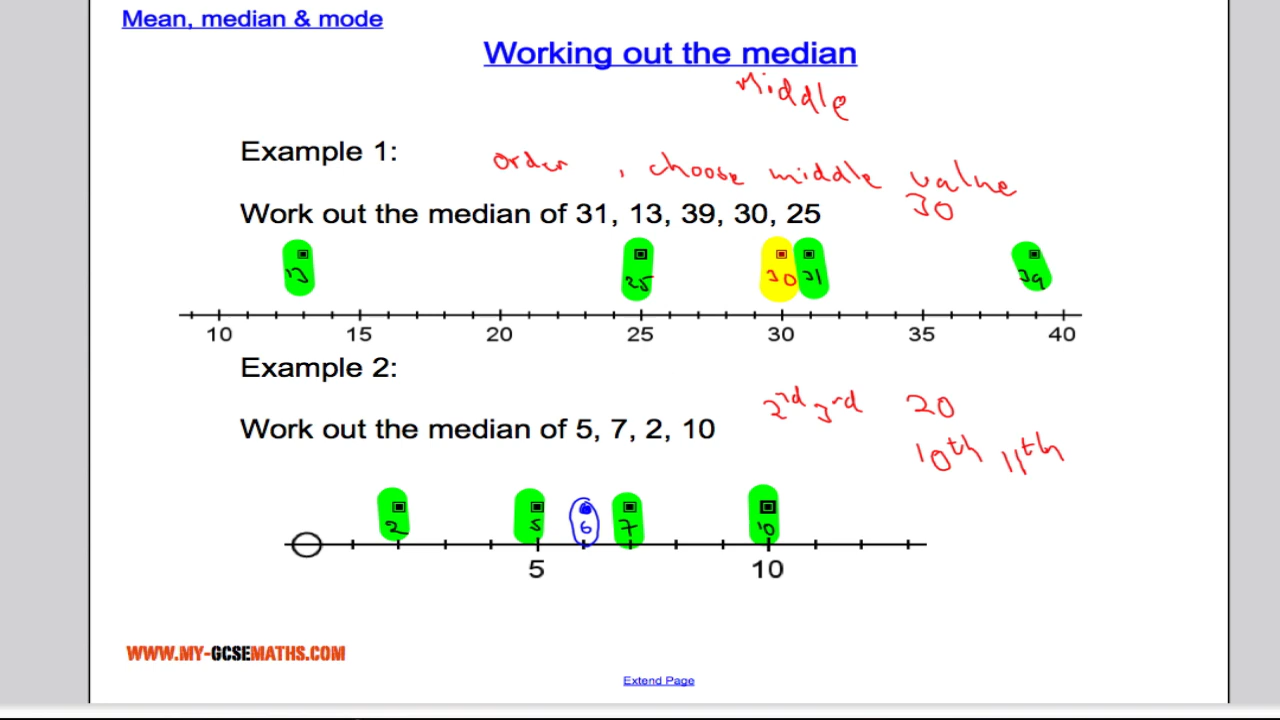 Mean, median & mode
Working out the median
Middle
Example 1:
order , choose middle value
Work out the median of 31, 13, 39, 30, 25
30
13 25 30 31 39
10 15 20 25 30 35 40
Example 2:
2nd 3rd 20
Work out the median of 5, 7, 2, 10
10th 11th
2 5 6 7 10
5 10
WWW.MY-GCSEMATHS.COM
Extend Page